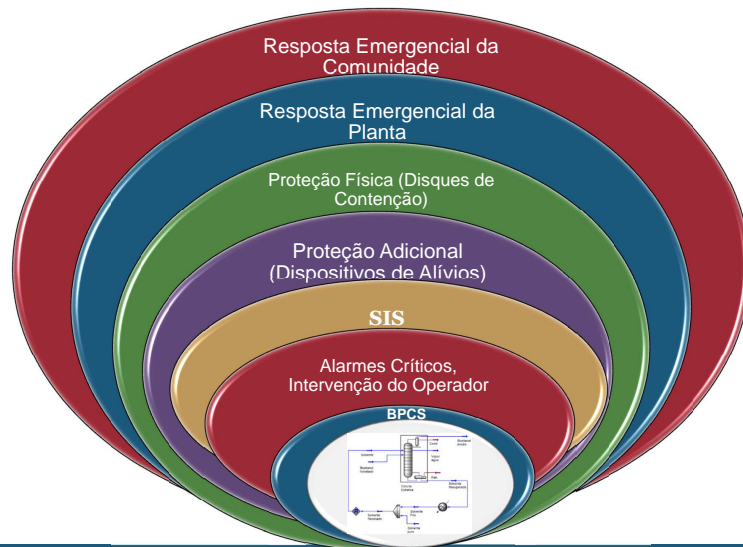 Resposta Emergencial da
Comunidade
Resposta Emergencial da
Planta
Proteção Física (Disques de
Contenção)
Proteção Adicional
(Dispositivos de Alívios)
SIS
Alarmes Críticos,
Intervenção do Operador
BPCS
Solvente